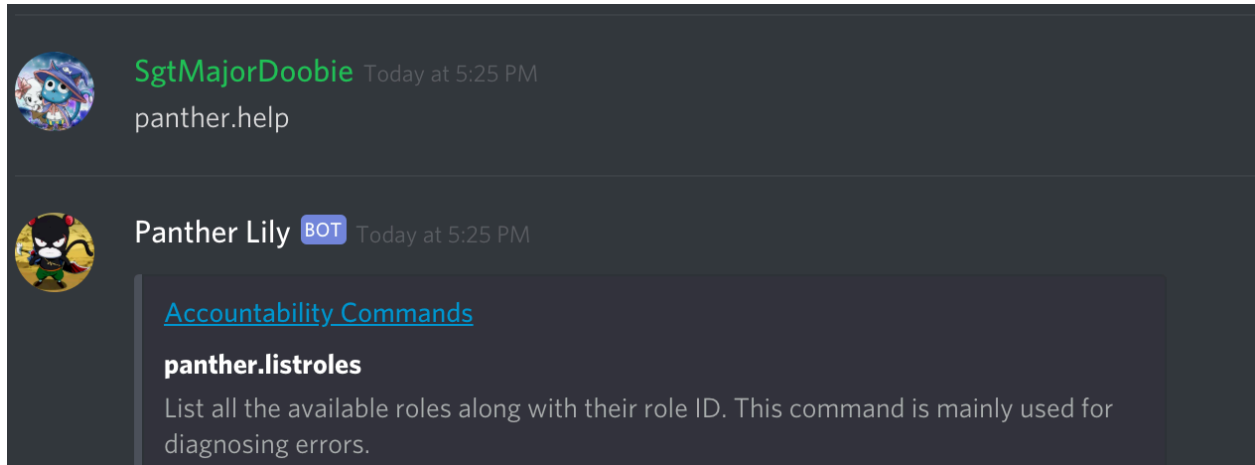 SgtMajorDoobie Today at 5:25 PM
panther.help
Panther Lily BOT Today at 5:25 PM
Accountability Commands
panther.listroles
List all the available roles along with their role ID. This command is mainly used for
diagnosing errors.